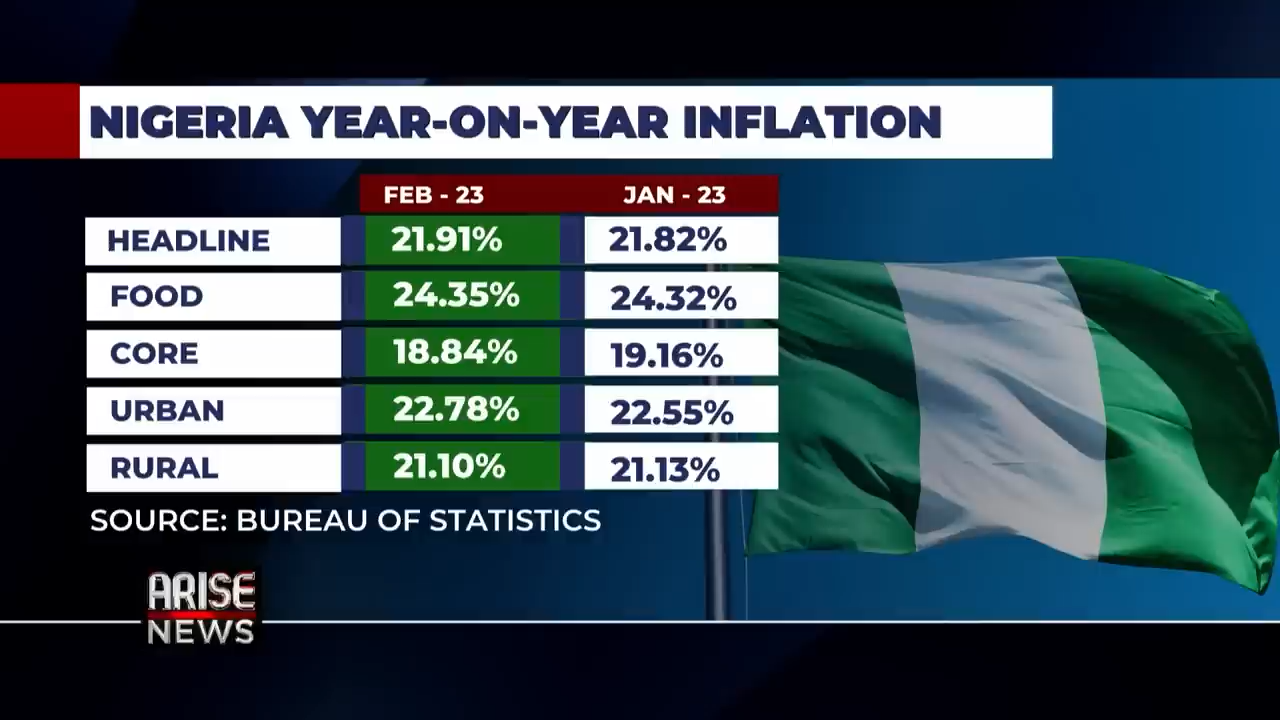 NIGERIA YEAR-ON-YEAR INFLATION
FEB - 23 JAN - 23
HEADLINE 21.91% 21.82%
FOOD 24.35% 24.32%
CORE 18.84% 19.16%
URBAN 22.78% 22.55%
RURAL 21.10% 21.13%
SOURCE: BUREAU OF STATISTICS
ARISE
NEWS